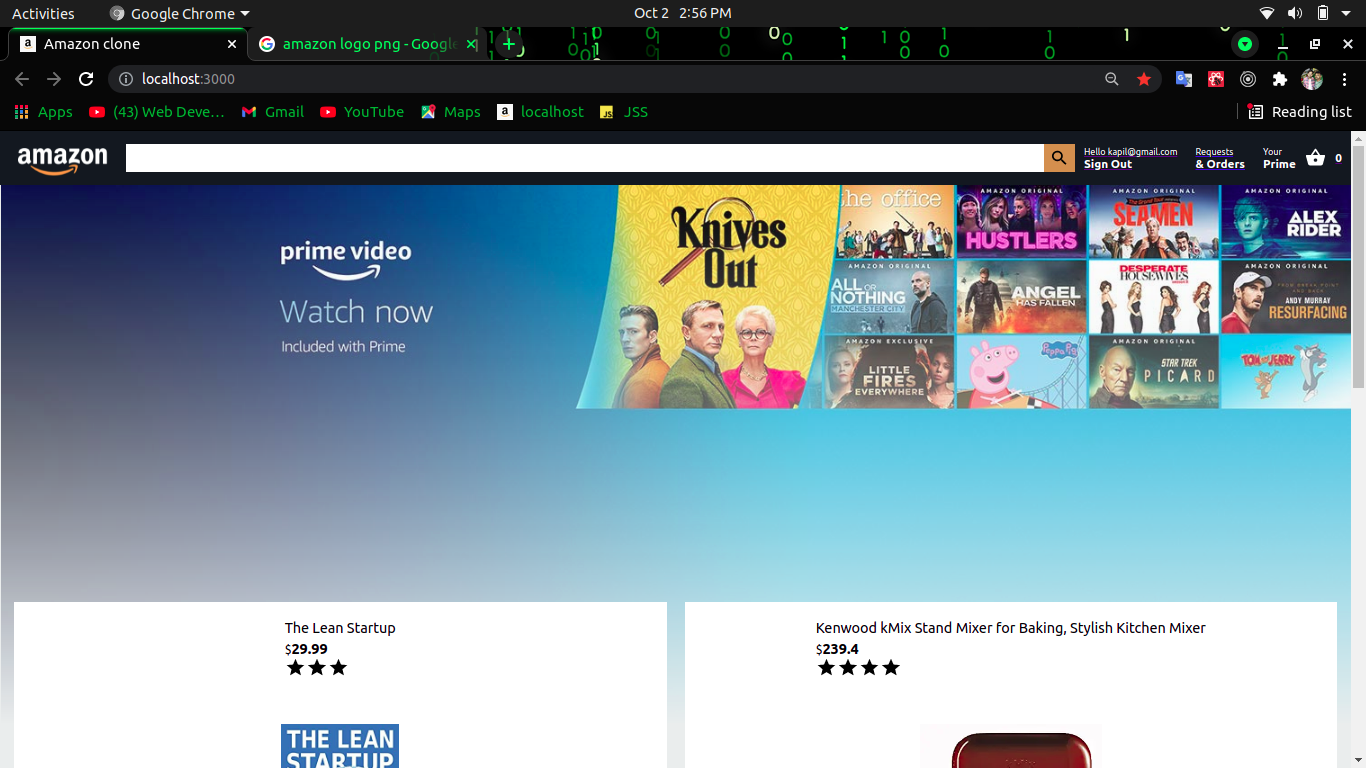 Activities
Google Chrome
Oct 2 2:56 PM
Amazon clone
amazon logo png - Google
localhost:3000
Apps
(43) Web Deve...
Gmail
YouTube
Maps
a
localhost
JS
JSS
Reading list
amazon
Hello kapil@gmail.com
Sign Out
Requests
& Orders
Your
Prime
0
prime video
Watch now
Included with Prime
Knives
Out
the office
AMAZON ORIGINAL
HUSTLERS
AMAZON ORIGINAL
SEAMEN
AMAZON ORIGINAL
ALEX
RIDER
AMAZON ORIGINAL
ALL OR
NOTHING
MANCHESTER CITY
ANGEL
HAS FALLEN
DESPERATE
HOUSEWIVES
AMAZON ORIGINAL
ANDY MURRAY
RESURFACING
AMAZON EXCLUSIVE
LITTLE
FIRES
EVERYWHERE
Peppa Pig
STAR TREK
PICARD
TOM AND JERRY
The Lean Startup
$29.99
THE LEAN
STARTUP
Kenwood kMix Stand Mixer for Baking, Stylish Kitchen Mixer
$239.4